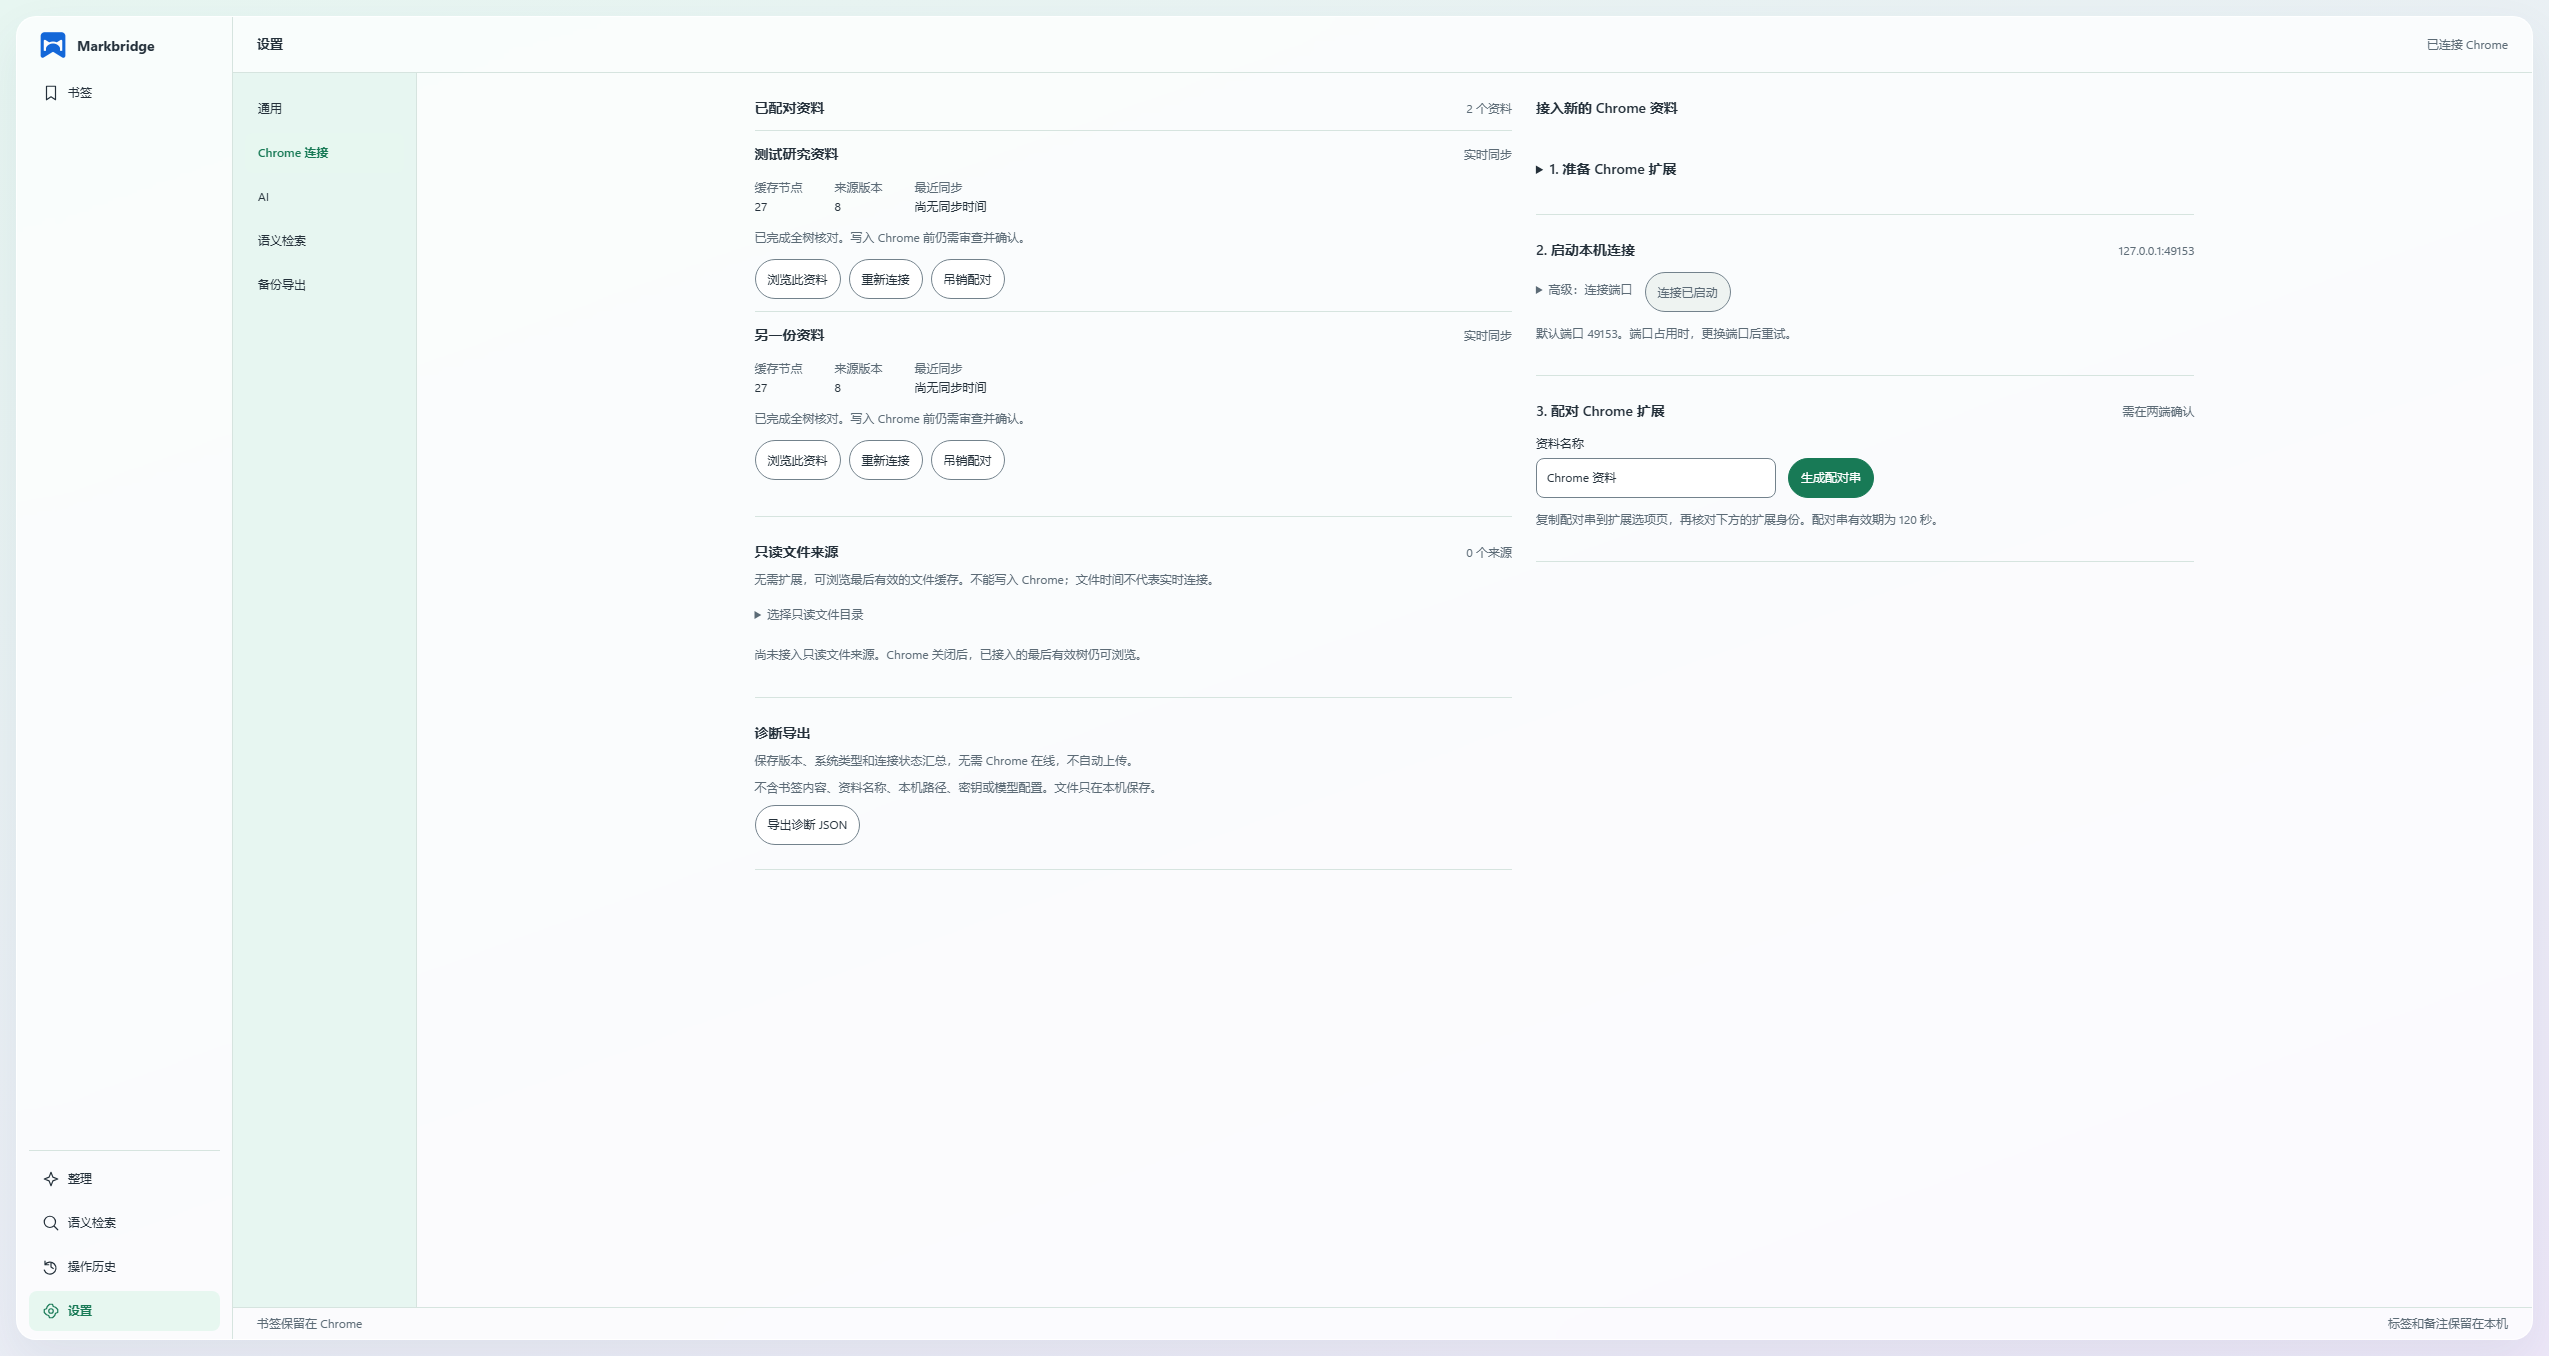 Markbridge
书签
整理
语义检索
操作历史
设置
设置
已连接 Chrome
通用
Chrome 连接
AI
语义检索
备份导出
已配对资料
2 个资料
测试研究资料
实时同步
缓存节点 来源版本 最近同步
27 8 尚无同步时间
已完成全树核对。写入 Chrome 前仍需审查并确认。
浏览此资料 重新连接 吊销配对
另一份资料
实时同步
缓存节点 来源版本 最近同步
27 8 尚无同步时间
已完成全树核对。写入 Chrome 前仍需审查并确认。
浏览此资料 重新连接 吊销配对
只读文件来源
0 个来源
无需扩展，可浏览最后有效的文件缓存。不能写入 Chrome；文件时间不代表实时连接。
选择只读文件目录
尚未接入只读文件来源。Chrome 关闭后，已接入的最后有效树仍可浏览。
诊断导出
保存版本、系统类型和连接状态汇总，无需 Chrome 在线，不自动上传。
不含书签内容、资料名称、本机路径、密钥或模型配置。文件只在本机保存。
导出诊断 JSON
接入新的 Chrome 资料
1. 准备 Chrome 扩展
2. 启动本机连接
127.0.0.1:49153
高级：连接端口 连接已启动
默认端口 49153。端口占用时，更换端口后重试。
3. 配对 Chrome 扩展
需在两端确认
资料名称
Chrome 资料 生成配对串
复制配对串到扩展选项页，再核对下方的扩展身份。配对串有效期为 120 秒。
书签保留在 Chrome
标签和备注保留在本机